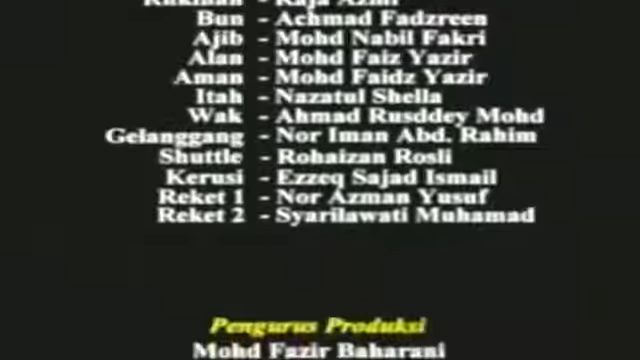 Bun - Achmad Fadzreen
Ajib - Mohd Nabil Fakri
Alan - Mohd Faiz Yazir
Aman - Mohd Faidz Yazir
Itah - Nazatul Shella
Wak - Ahmad Rusddey Mohd
Gelanggang - Nor Iman Abd. Rahim
Shuttle - Rohaizan Rosli
Kerusi - Ezzeq Sajad Ismail
Reket 1 - Nor Azman Yusuf
Reket 2 - Syarilawati Muhamad
Pengurus Produksi
Mohd Fazir Baharani